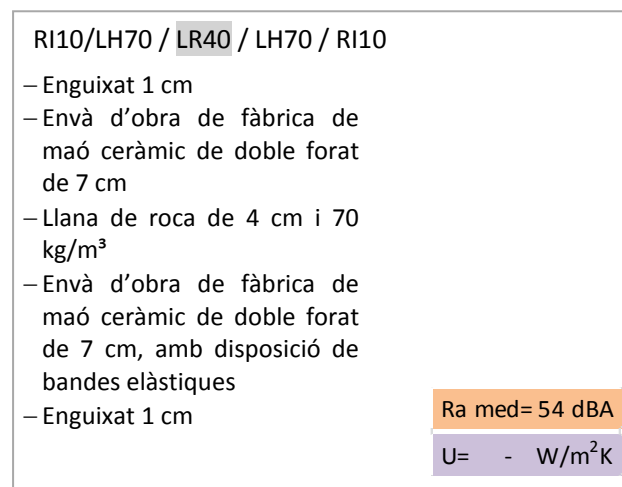 RI10/LH70 / LR40 / LH70 / RI10
– Enguixat 1 cm
– Envà d’obra de fàbrica de
maó ceràmic de doble forat
de 7 cm
– Llana de roca de 4 cm i 70
kg/m³
– Envà d’obra de fàbrica de
maó ceràmic de doble forat
de 7 cm, amb disposició de
bandes elàstiques
– Enguixat 1 cm
Ra med= 54 dBA
U= - W/m²K